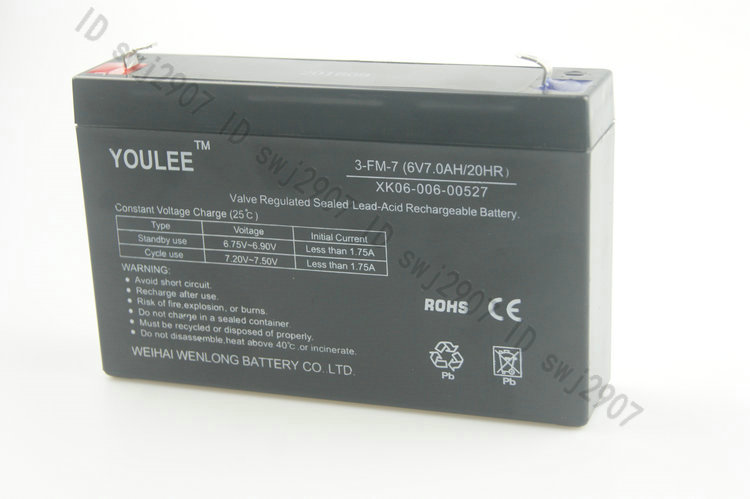 201609
YOULEE™
3-FM-7 (6V7.0AH/20HR)
XK06-006-00527
Valve Regulated Sealed Lead-Acid Rechargeable Battery.
Constant Voltage Charge (25℃)
Type Voltage Initial Current
Standby use 6.75V~6.90V Less than 1.75A
Cycle use 7.20V~7.50V Less than 1.75A
WARNING:
• Avoid short circuit.
• Recharge after use.
• Risk of fire,explosion, or burns.
• Do not charge in a sealed container.
• Must be recycled or disposed of properly.
• Do not disassemble,heat above 40℃,or incinerate.
WEIHAI WENLONG BATTERY CO., LTD.
ROHS CE
Pb Pb
ID swj2907 ID swj2907 ID swj2907 ID swj2907